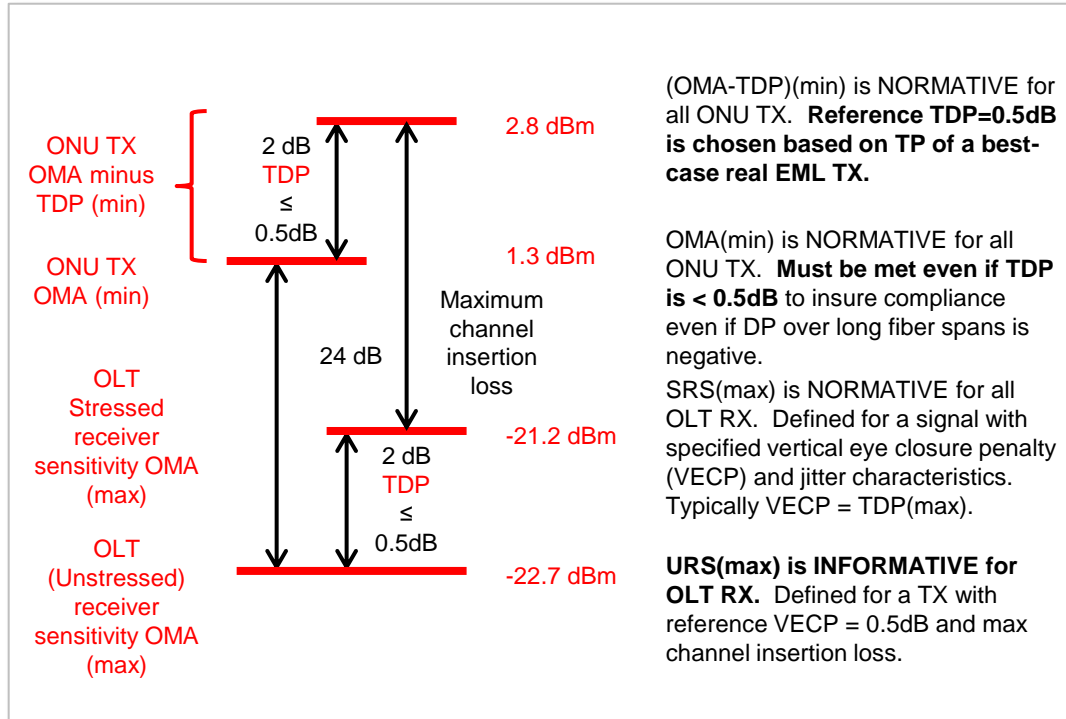 ONU TX
OMA minus
TDP (min)
ONU TX
OMA (min)
OLT
Stressed
receiver
sensitivity OMA
(max)
OLT
(Unstressed)
receiver
sensitivity OMA
(max)
2 dB
TDP
≤
0.5dB
24 dB
Maximum
channel
insertion
loss
2 dB
TDP
≤
0.5dB
2.8 dBm
1.3 dBm
-21.2 dBm
-22.7 dBm
(OMA-TDP)(min) is NORMATIVE for
all ONU TX. Reference TDP=0.5dB
is chosen based on TP of a best-
case real EML TX.
OMA(min) is NORMATIVE for all
ONU TX. Must be met even if TDP
is < 0.5dB to insure compliance
even if DP over long fiber spans is
negative.
SRS(max) is NORMATIVE for all
OLT RX. Defined for a signal with
specified vertical eye closure penalty
(VECP) and jitter characteristics.
Typically VECP = TDP(max).
URS(max) is INFORMATIVE for
OLT RX. Defined for a TX with
reference VECP = 0.5dB and max
channel insertion loss.